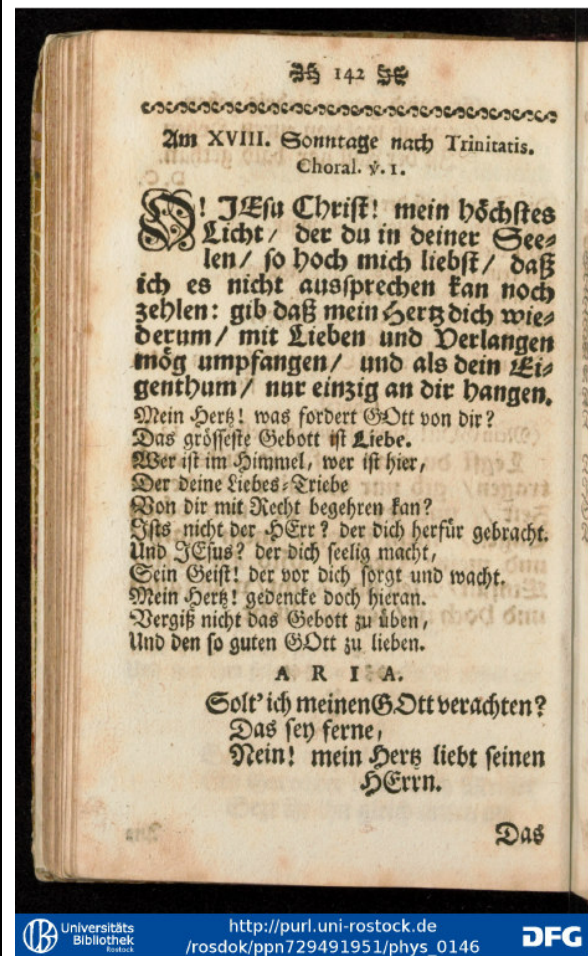 142
Am XVIII. Sonntage nach Trinitatis.
Choral. v. 1.
O! JEsu Christ! mein höchstes
Licht/ der du in deiner See-
len/ so hoch mich liebst/ daß
ich es nicht aussprechen kan noch
zehlen: gib daß mein Hertz dich wie-
derum/ mit Lieben und Verlangen
mög umpfangen/ und als dein Ei-
genthum/ nur einzig an dir hangen.
Mein Hertz! was fordert GOtt von dir?
Das grösseste Gebott ist Liebe.
Wer ist im Himmel, wer ist hier,
Der deine Liebes-Triebe
Von dir mit Recht begehren kan?
Ists nicht der HErr? der dich herfür gebracht.
Und JEsus? der dich seelig macht,
Sein Geist! der vor dich sorgt und wacht.
Mein Hertz! gedencke doch hieran.
Vergiß nicht das Gebott zu üben,
Und den so guten GOtt zu lieben.
ARIA.
Solt' ich meinen GOtt verachten?
Das sey ferne,
Nein! mein Hertz liebt seinen
HErrn.
Das
Universitäts
Bibliothek
Rostock
http://purl.uni-rostock.de
/rosdok/ppn729491951/phys_0146
DFG